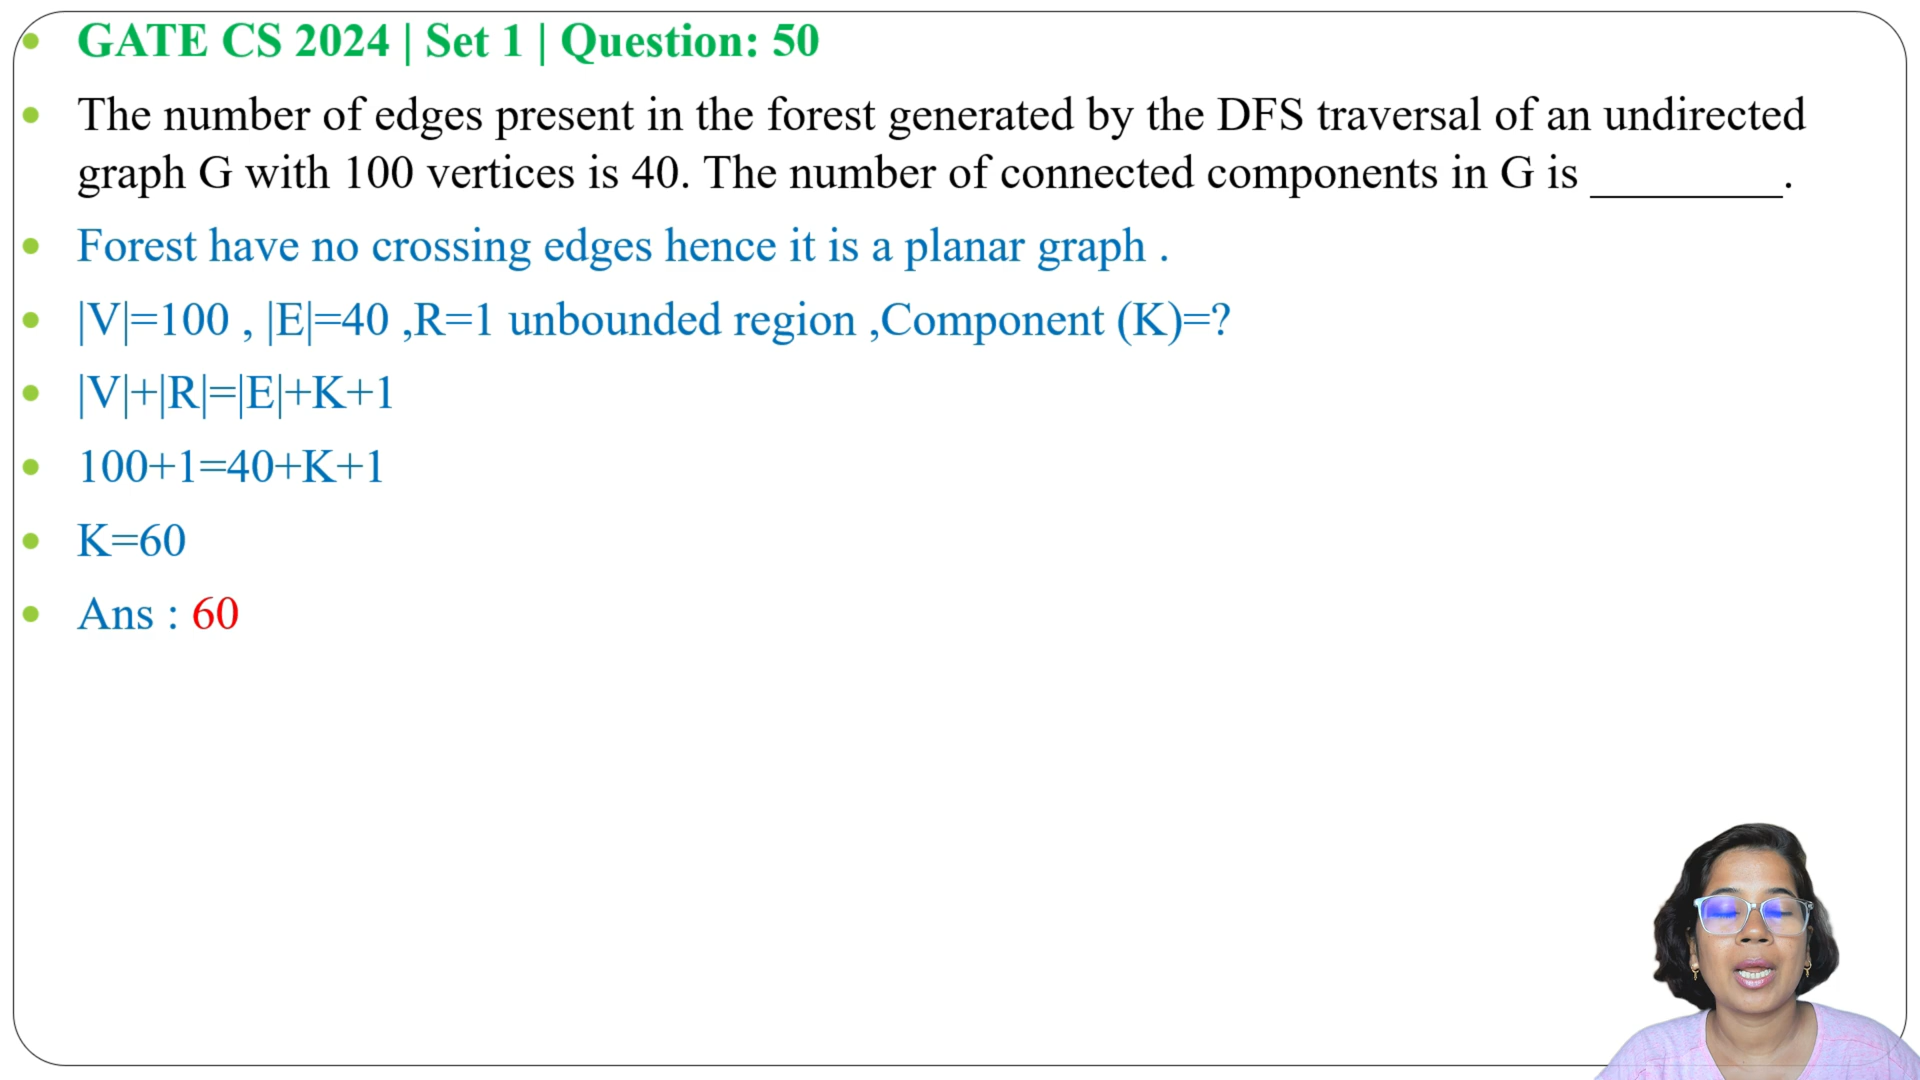 GATE CS 2024 | Set 1 | Question: 50
The number of edges present in the forest generated by the DFS traversal of an undirected
graph G with 100 vertices is 40. The number of connected components in G is ________.
Forest have no crossing edges hence it is a planar graph .
|V|=100 , |E|=40 ,R=1 unbounded region ,Component (K)=?
|V|+|R|=|E|+K+1
100+1=40+K+1
K=60
Ans : 60